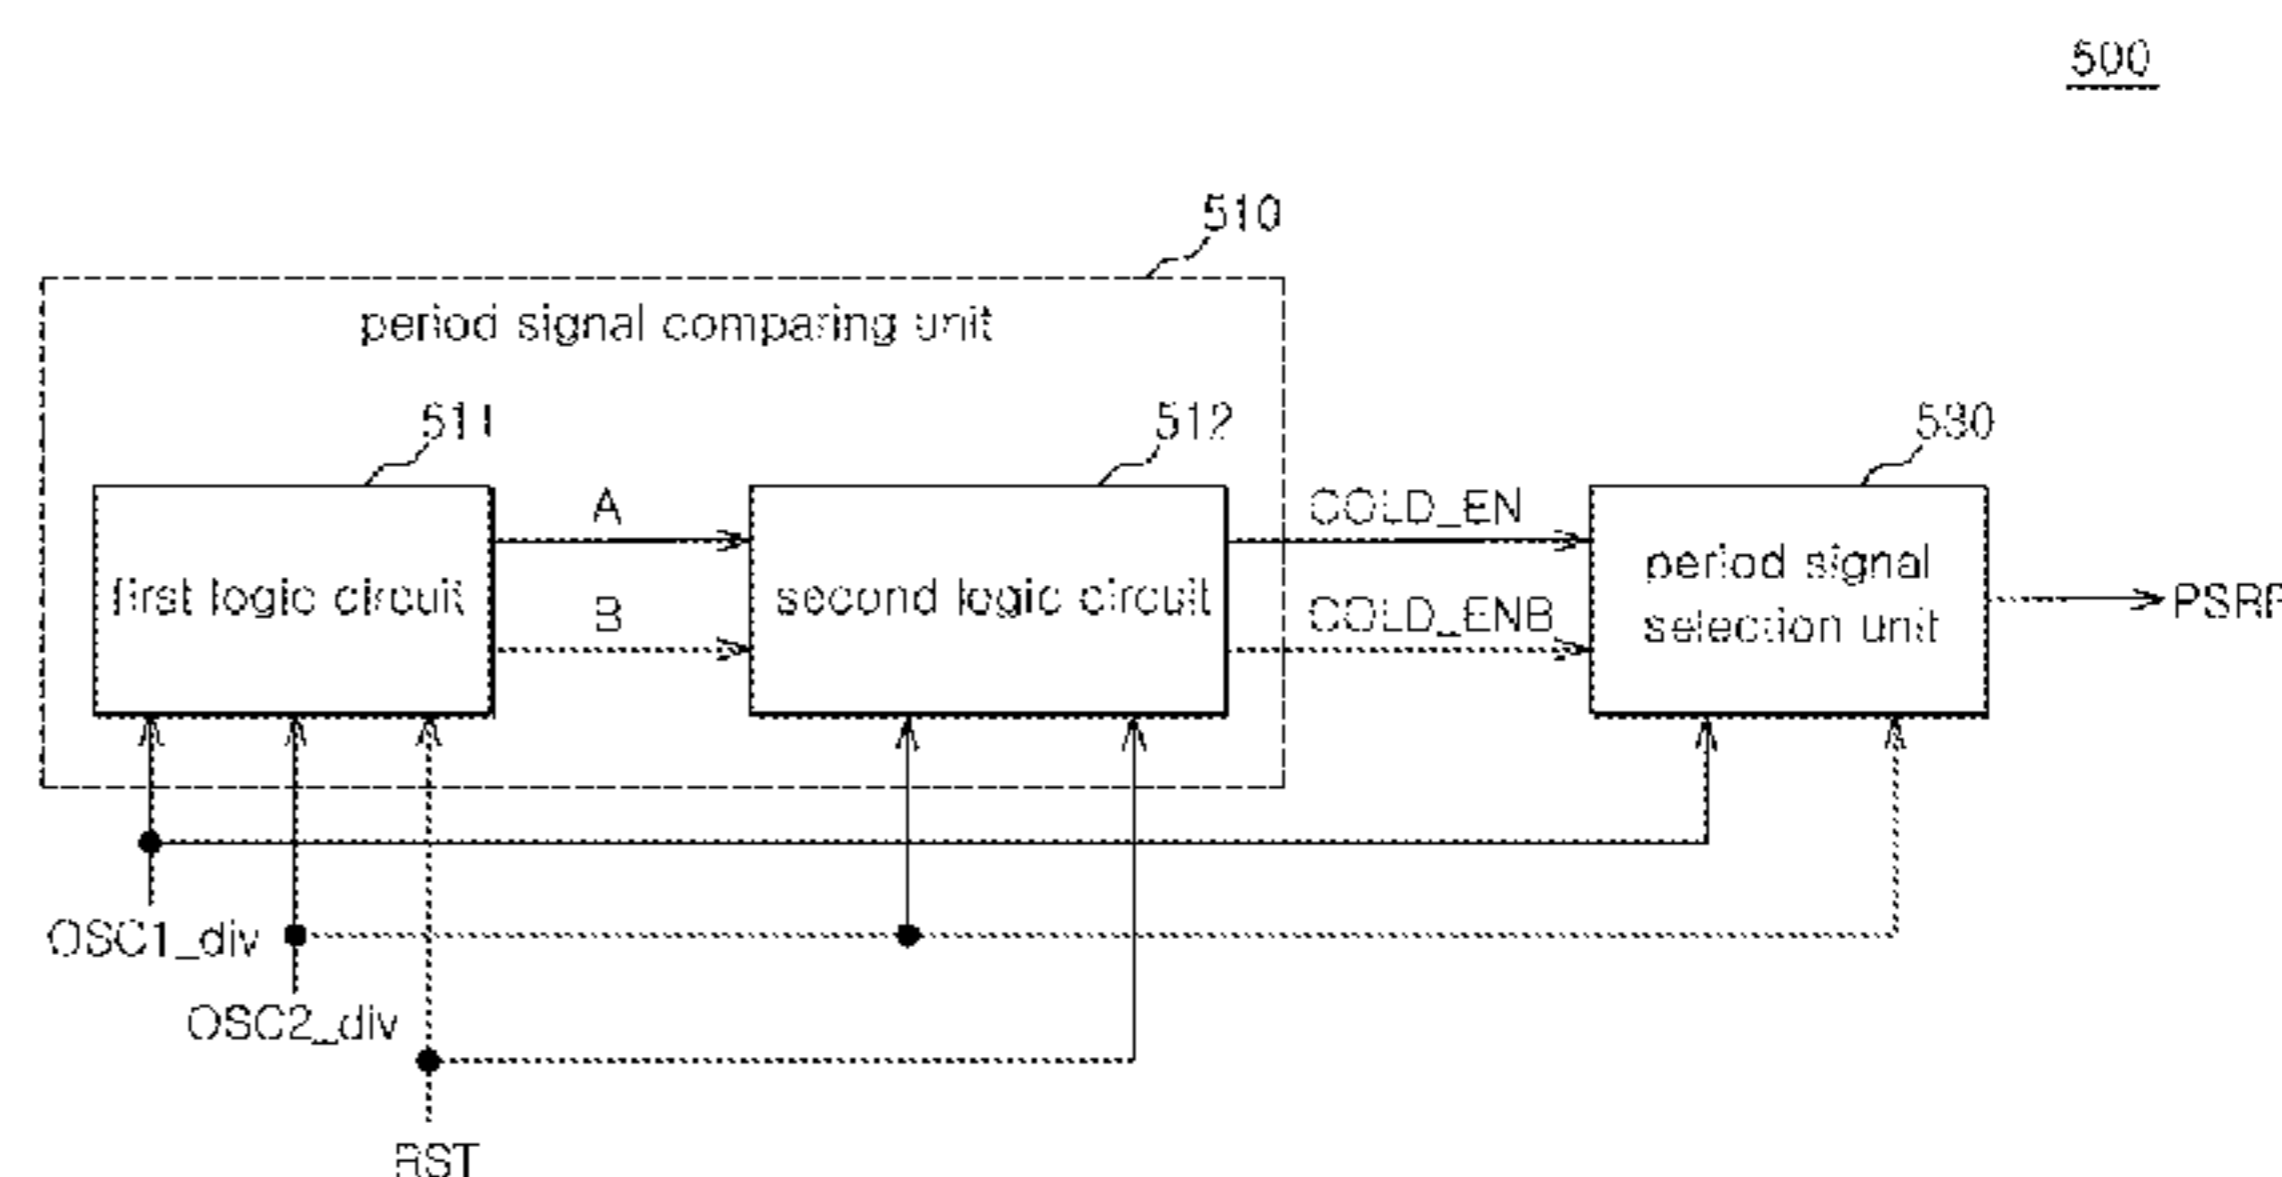 500
510
period signal comparing unit
511
512
530
A
COLD_EN
first logic circuit
second logic circuit
period signal
selection unit
B
COLD_ENB
OSC1_div
OSC2_div
RST